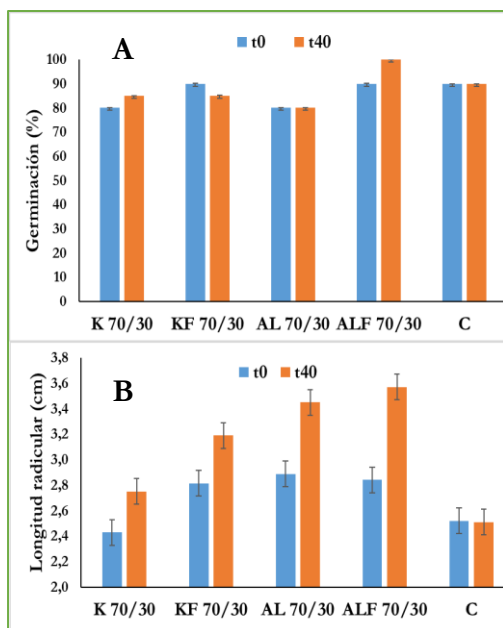 A
t0 t40
Germinación (%)
100
90
80
70
60
50
40
30
20
10
0
K 70/30 KF 70/30 AL 70/30 ALF 70/30 C
B
t0 t40
Longitud radicular (cm)
3,8
3,6
3,4
3,2
3,0
2,8
2,6
2,4
2,2
2,0
K 70/30 KF 70/30 AL 70/30 ALF 70/30 C